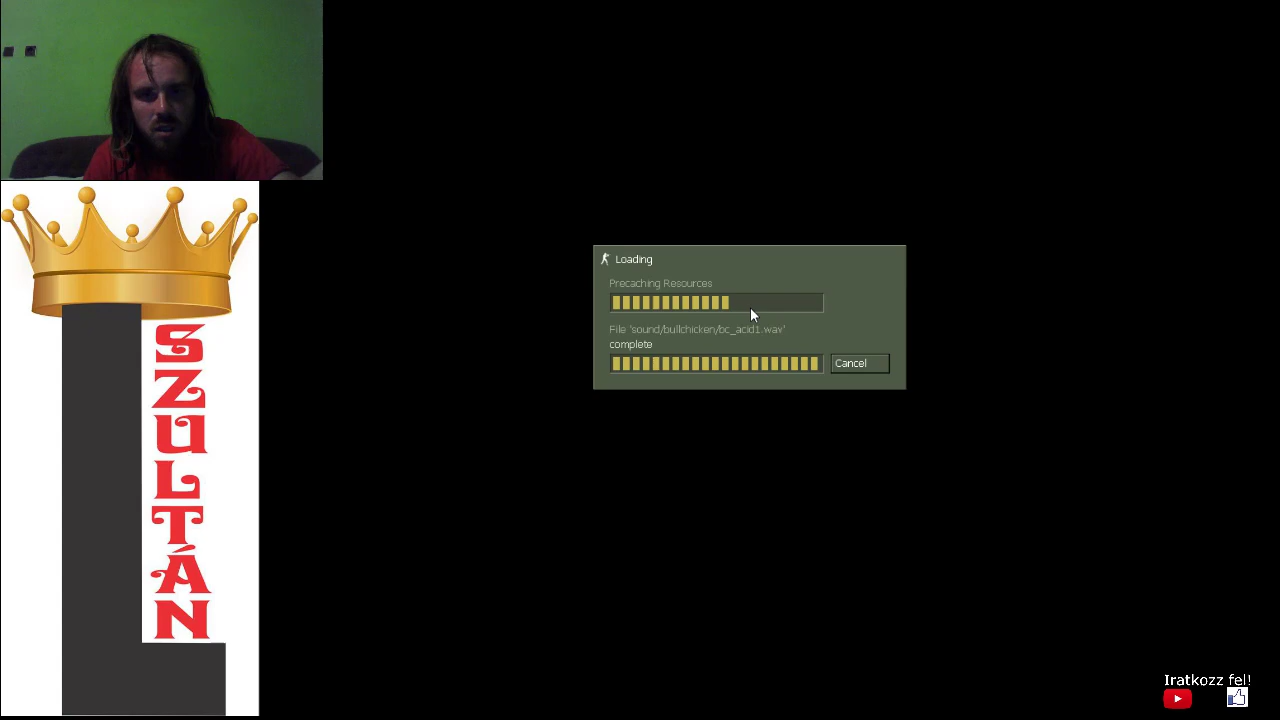 SZULTÁN
Loading
Precaching Resources
File 'sound/bullchicken/bc_acid1.wav'
complete
Cancel
Iratkozz fel!